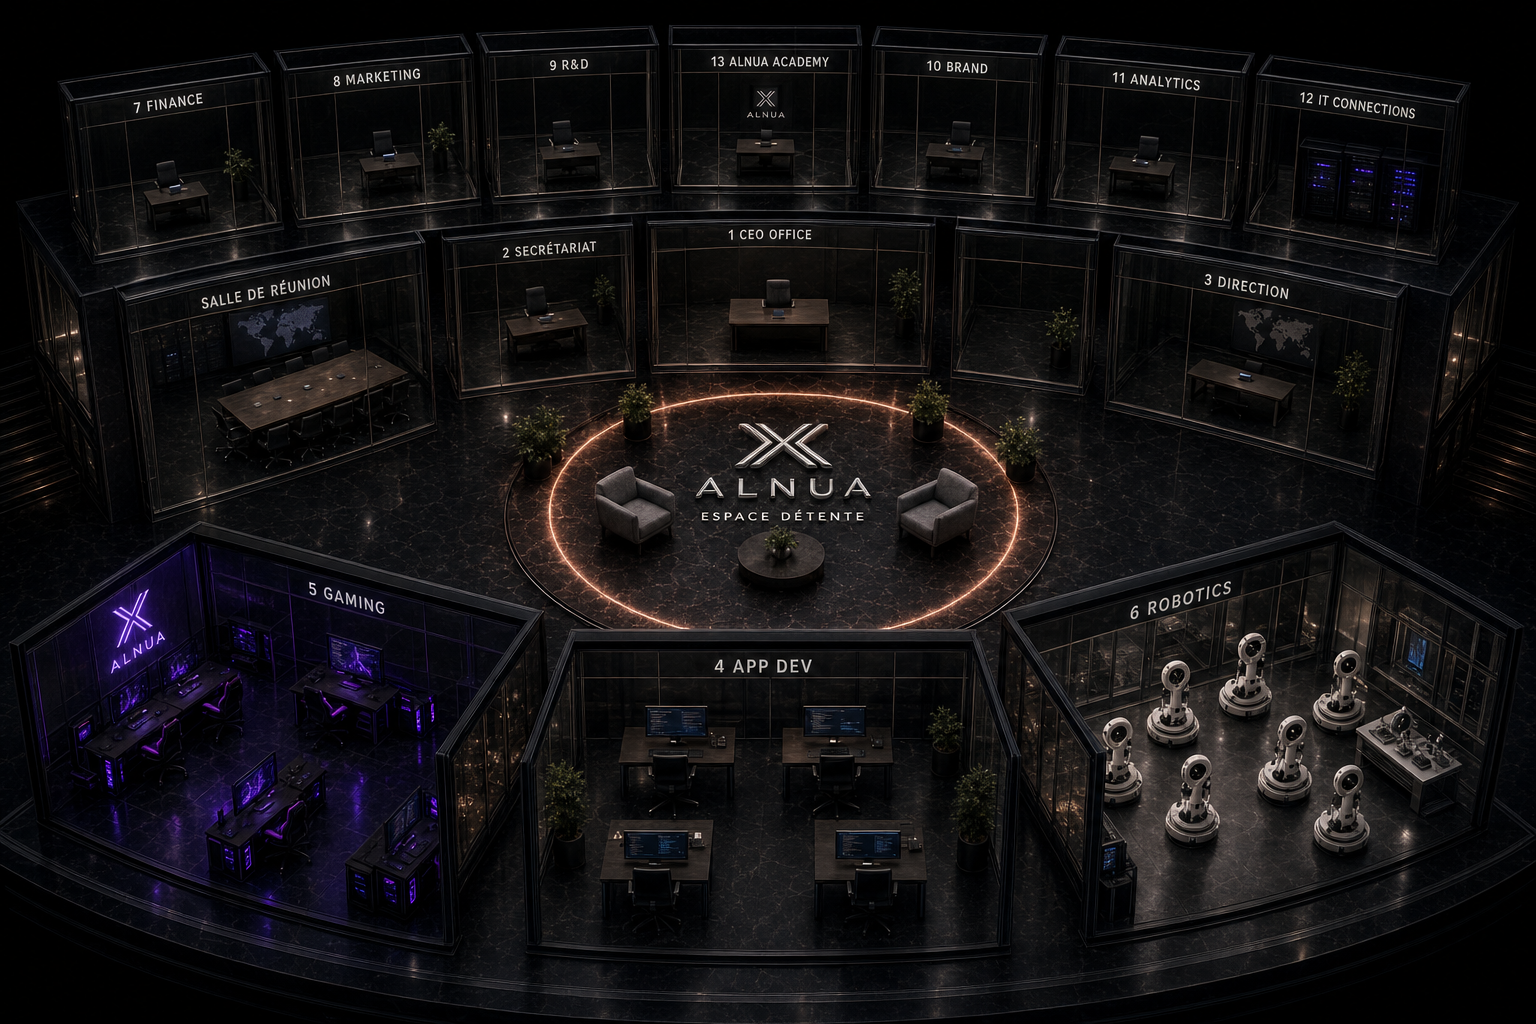 7 FINANCE
8 MARKETING
9 R&D
13 ALNUA ACADEMY
ALNUA
10 BRAND
11 ANALYTICS
12 IT CONNECTIONS
SALLE DE RÉUNION
2 SECRÉTARIAT
1 CEO OFFICE
3 DIRECTION
ALNUA
ESPACE DÉTENTE
ALNUA
5 GAMING
4 APP DEV
6 ROBOTICS